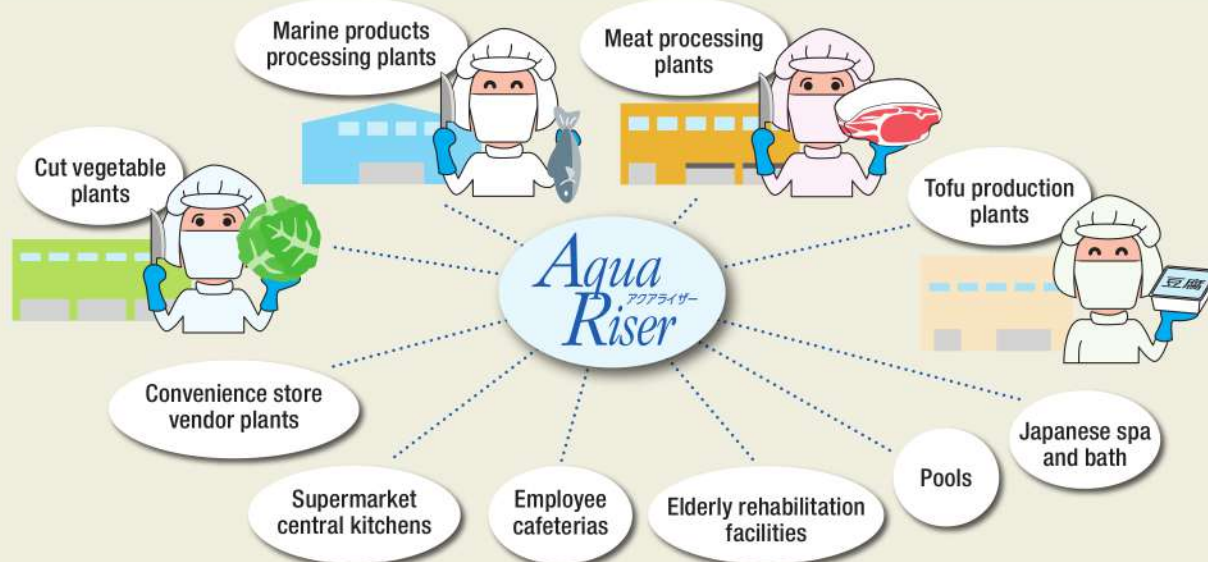 Marine products
processing plants
Meat processing
plants
Cut vegetable
plants
Tofu production
plants
豆腐
Aqua
アクアライザー
Riser
Convenience store
vendor plants
Japanese spa
and bath
Pools
Supermarket
central kitchens
Employee
cafeterias
Elderly rehabilitation
facilities